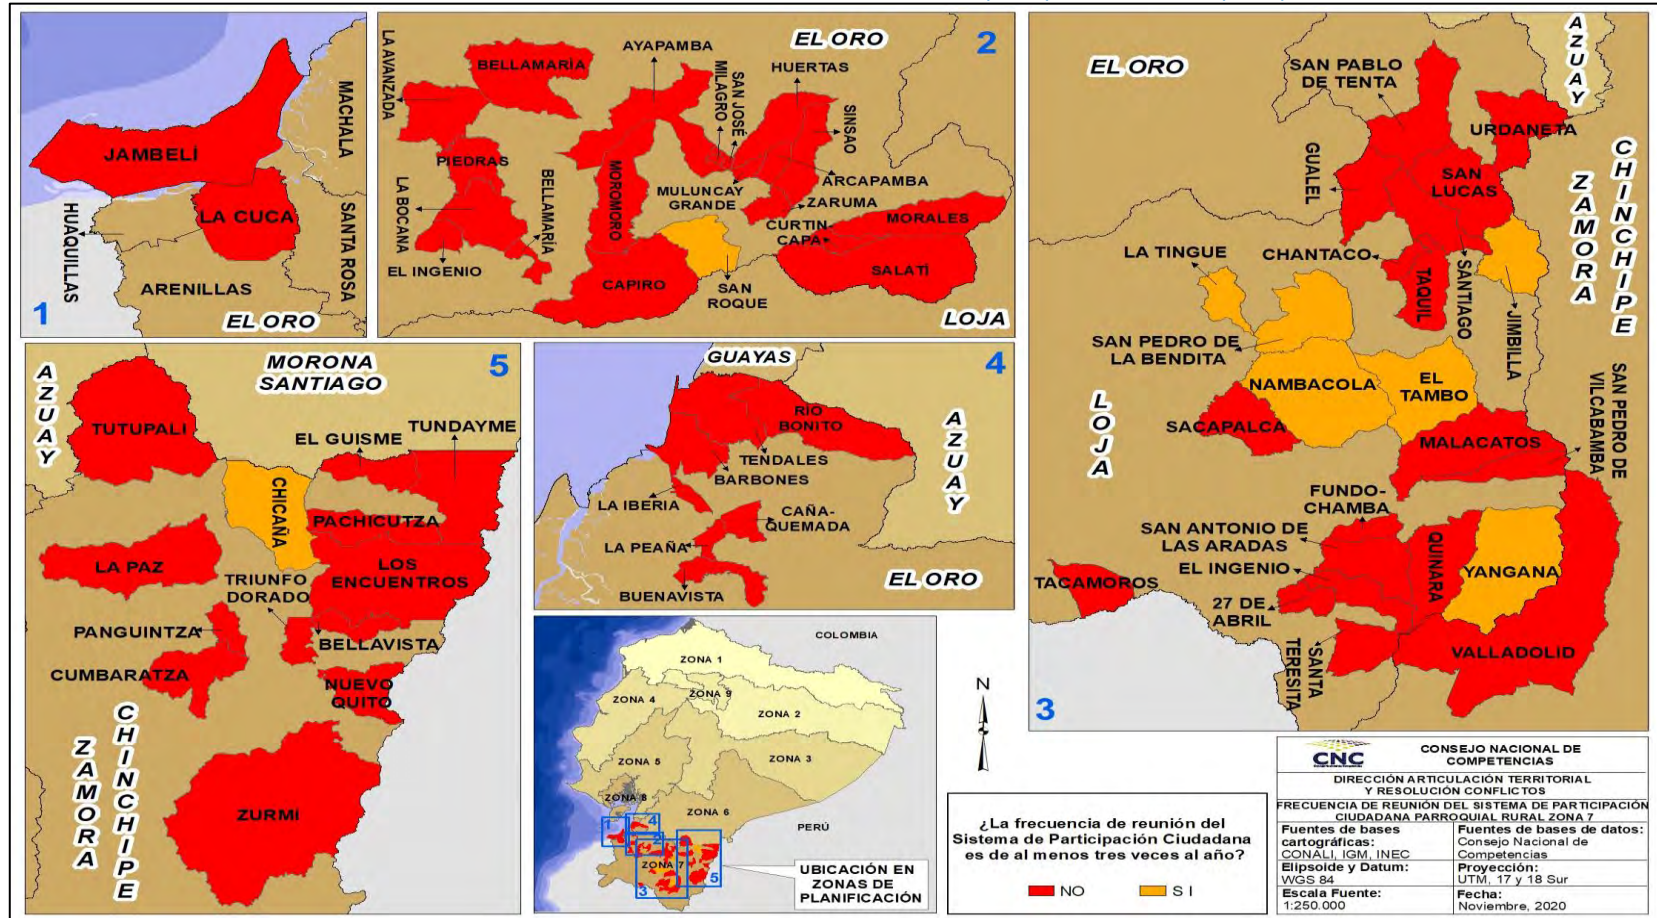 JAMBELÍ
LA CUCA
MACHALA
HUAQUILLAS
SANTA ROSA
ARENILLAS
EL ORO
1
LA AVANZADA
BELLAMARÍA
AYAPAMBA
EL ORO
2
MILAGRO
SAN JOSÉ
HUERTAS
SINSAO
PIEDRAS
LA BOCANA
BELLAMARÍA
MOROMORO
MULUNCAY
GRANDE
ARCAPAMBA
ZARUMA
CURTIN-
CAPA
MORALES
EL INGENIO
CAPIRO
SAN
ROQUE
SALATÍ
LOJA
EL ORO
AZUAY
SAN PABLO
DE TENTA
URDANETA
GUALEL
SAN
LUCAS
CHINCHIPE
ZAMORA
LA TINGUE
CHANTACO
TAQUIL
SANTIAGO
JIMBILLA
SAN PEDRO DE
LA BENDITA
NAMBACOLA
EL
TAMBO
LOJA
SACAPALCA
MALACATOS
SAN PEDRO DE
VILCABAMBA
FUNDO-
CHAMBA
SAN ANTONIO DE
LAS ARADAS
EL INGENIO
QUINARA
YANGANA
TACAMOROS
27 DE
ABRIL
SANTA
TERESITA
VALLADOLID
3
AZUAY
MORONA
SANTIAGO
5
TUTUPALI
EL GUISME
TUNDAYME
CHICAÑA
PACHICUTZA
LA PAZ
LOS
ENCUENTROS
TRIUNFO
DORADO
PANGUINTZA
BELLAVISTA
CUMBARATZA
NUEVO
QUITO
CHINCHIPE
ZAMORA
ZURMÍ
GUAYAS
4
RÍO
BONITO
AZUAY
TENDALES
BARBONES
LA IBERIA
CAÑA-
QUEMADA
LA PEAÑA
BUENAVISTA
EL ORO
COLOMBIA
ZONA 1
ZONA 4
ZONA 9
ZONA 2
ZONA 5
ZONA 3
ZONA 8
ZONA 6
PERÚ
1
4
2
ZONA 7
3
5
UBICACIÓN EN
ZONAS DE
PLANIFICACIÓN
N
¿La frecuencia de reunión del
Sistema de Participación Ciudadana
es de al menos tres veces al año?
NO SI
CNC
CONSEJO NACIONAL DE
COMPETENCIAS
DIRECCIÓN ARTICULACIÓN TERRITORIAL
Y RESOLUCIÓN CONFLICTOS
FRECUENCIA DE REUNIÓN DEL SISTEMA DE PARTICIPACIÓN
CIUDADANA PARROQUIAL RURAL ZONA 7
Fuentes de bases
cartográficas:
CONALI, IGM, INEC
Fuentes de bases de datos:
Consejo Nacional de
Competencias
Elipsoide y Datum:
WGS 84
Proyección:
UTM, 17 y 18 Sur
Escala Fuente:
1:250.000
Fecha:
Noviembre, 2020